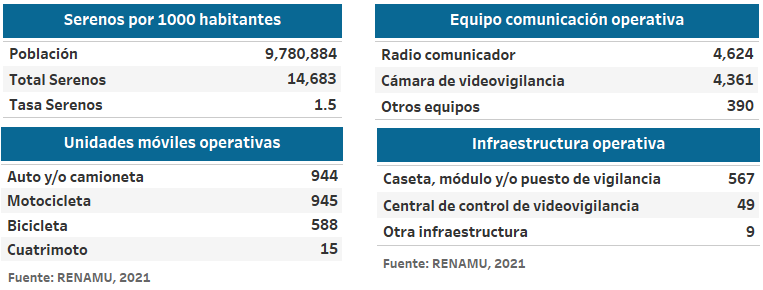 Serenos por 1000 habitantes
Población 9,780,884
Total Serenos 14,683
Tasa Serenos 1.5
Unidades móviles operativas
Auto y/o camioneta 944
Motocicleta 945
Bicicleta 588
Cuatrimoto 15
Fuente: RENAMU, 2021
Equipo comunicación operativa
Radio comunicador 4,624
Cámara de videovigilancia 4,361
Otros equipos 390
Infraestructura operativa
Caseta, módulo y/o puesto de vigilancia 567
Central de control de videovigilancia 49
Otra infraestructura 9
Fuente: RENAMU, 2021